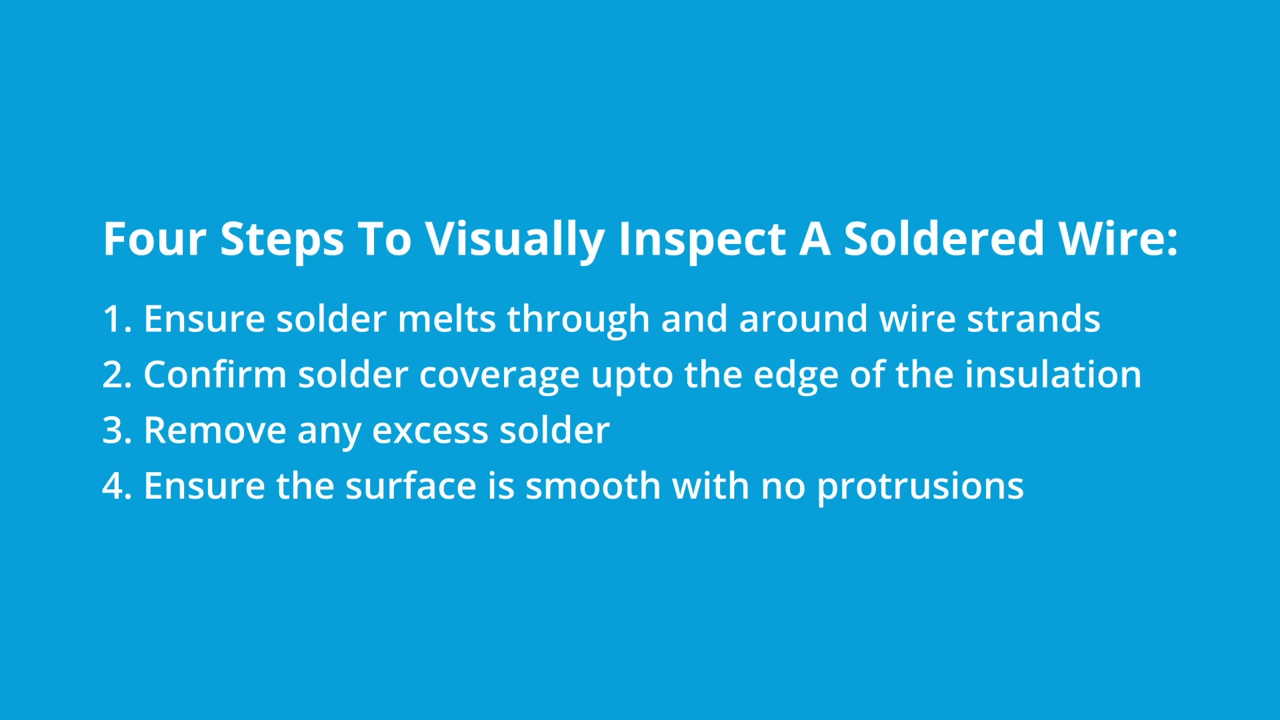 Four Steps To Visually Inspect A Soldered Wire:
1. Ensure solder melts through and around wire strands
2. Confirm solder coverage upto the edge of the insulation
3. Remove any excess solder
4. Ensure the surface is smooth with no protrusions